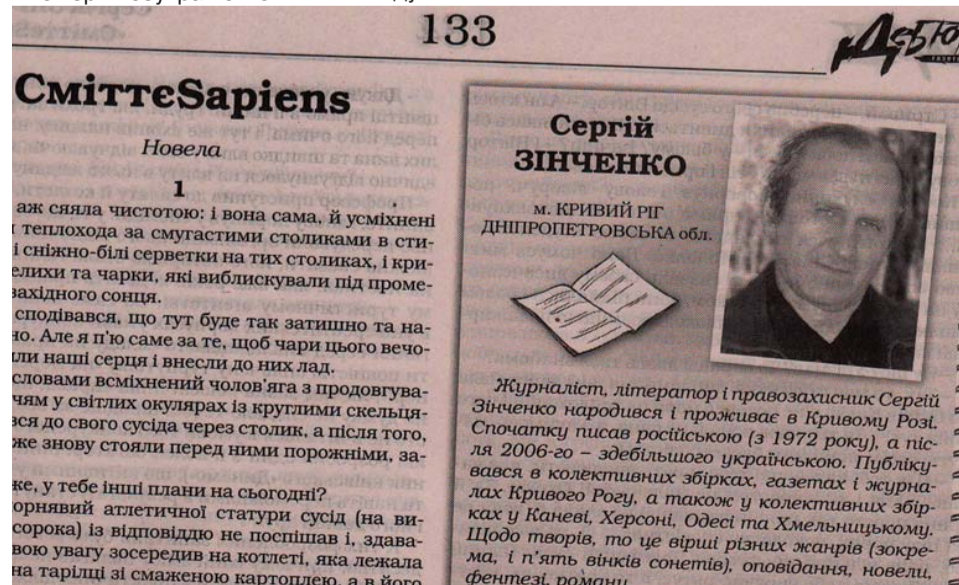 133
Дебют
СміттєSapiens
Новела
1
аж сяяла чистотою: і вона сама, й усміхнені
теплохода за смугастими столиками в сти-
і сніжно-білі серветки на тих столиках, і кри-
елихи та чарки, які виблискували під проме-
західного сонця.
сподівався, що тут буде так затишно та на-
но. Але я п'ю саме за те, щоб чари цього вечо-
ли наші серця і внесли до них лад.
словами всміхнений чолов'яга з продовгува-
чям у світлих окулярах із круглими скельця-
вся до свого сусіда через столик, а після того,
же знову стояли перед ними порожніми, за-
же, у тебе інші плани на сьогодні?
орнявий атлетичної статури сусід (на ви-
сорока) із відповіддю не поспішав і, здава-
вою увагу зосередив на котлеті, яка лежала
на тарілці зі смаженою картоплею, а в його
Сергій
ЗІНЧЕНКО
м. КРИВИЙ РІГ
ДНІПРОПЕТРОВСЬКА обл.
Журналіст, літератор і правозахисник Сергій
Зінченко народився і проживає в Кривому Розі.
Спочатку писав російською (з 1972 року), а піс-
ля 2006-го – здебільшого українською. Публіку-
вався в колективних збірках, газетах і журна-
лах Кривого Рогу, а також у колективних збір-
ках у Каневі, Херсоні, Одесі та Хмельницькому.
Щодо творів, то це вірші різних жанрів (зокре-
ма, і п'ять вінків сонетів), оповідання, новели,
фентезі, романи